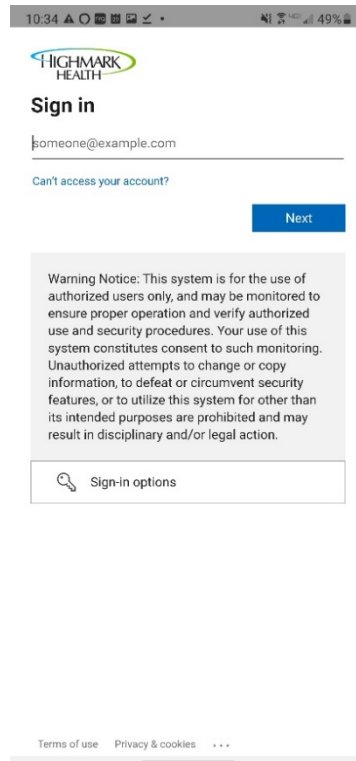 10:34
49%
HIGHMARK
HEALTH
Sign in
someone@example.com
Can't access your account?
Next
Warning Notice: This system is for the use of
authorized users only, and may be monitored to
ensure proper operation and verify authorized
use and security procedures. Your use of this
system constitutes consent to such monitoring.
Unauthorized attempts to change or copy
information, to defeat or circumvent security
features, or to utilize this system for other than
its intended purposes are prohibited and may
result in disciplinary and/or legal action.
Sign-in options
Terms of use Privacy & cookies ...